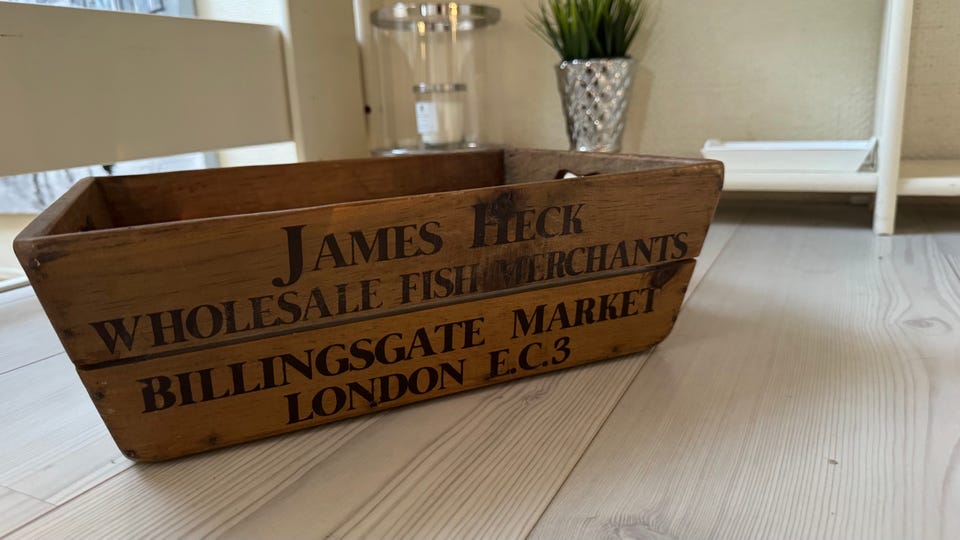 JAMES HECK
WHOLESALE FISH MERCHANTS
BILLINGSGATE MARKET
LONDON E.C.3